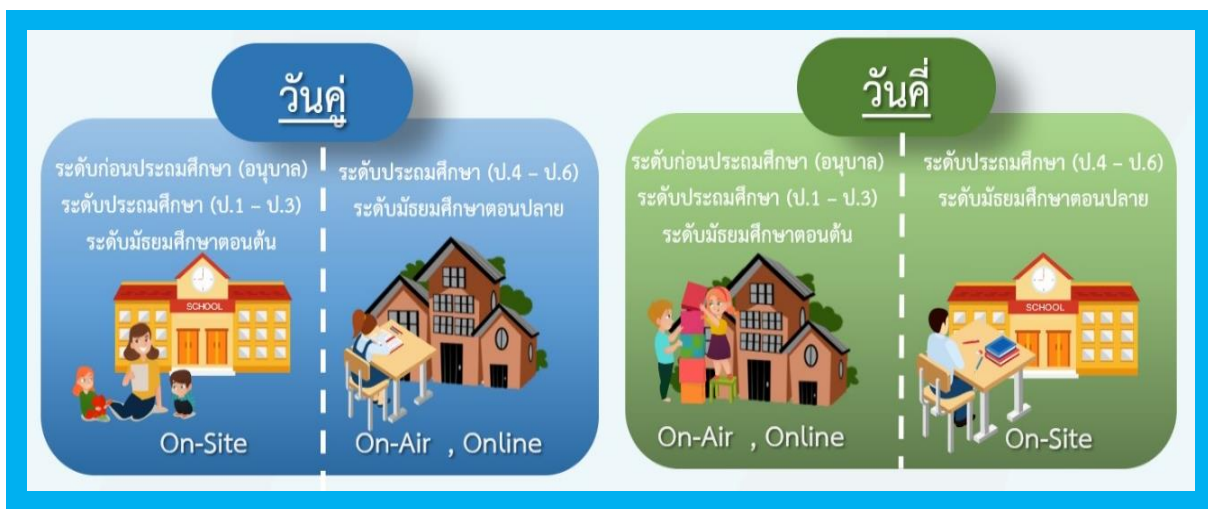 วันคู่
ระดับก่อนประถมศึกษา (อนุบาล)
ระดับประถมศึกษา (ป.1 – ป.3)
ระดับมัธยมศึกษาตอนต้น
SCHOOL
On-Site
ระดับประถมศึกษา (ป.4 – ป.6)
ระดับมัธยมศึกษาตอนปลาย
On-Air , Online
วันคี่
ระดับก่อนประถมศึกษา (อนุบาล)
ระดับประถมศึกษา (ป.1 – ป.3)
ระดับมัธยมศึกษาตอนต้น
On-Air , Online
ระดับประถมศึกษา (ป.4 – ป.6)
ระดับมัธยมศึกษาตอนปลาย
SCHOOL
On-Site